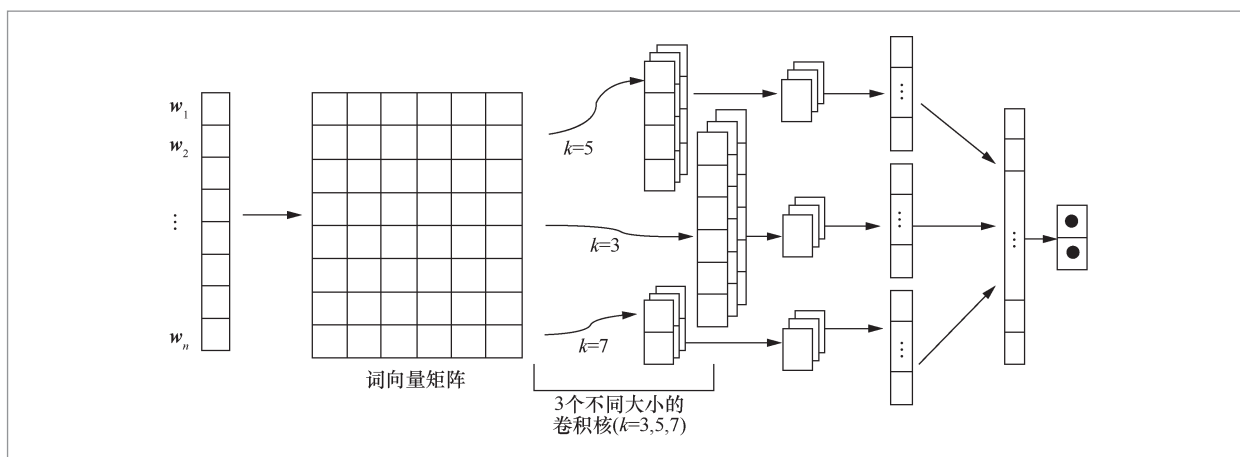 w₁
w₂
⋮
wₙ
词向量矩阵
k=5
k=3
k=7
3个不同大小的
卷积核(k=3,5,7)
⋮
⋮
⋮
⋮